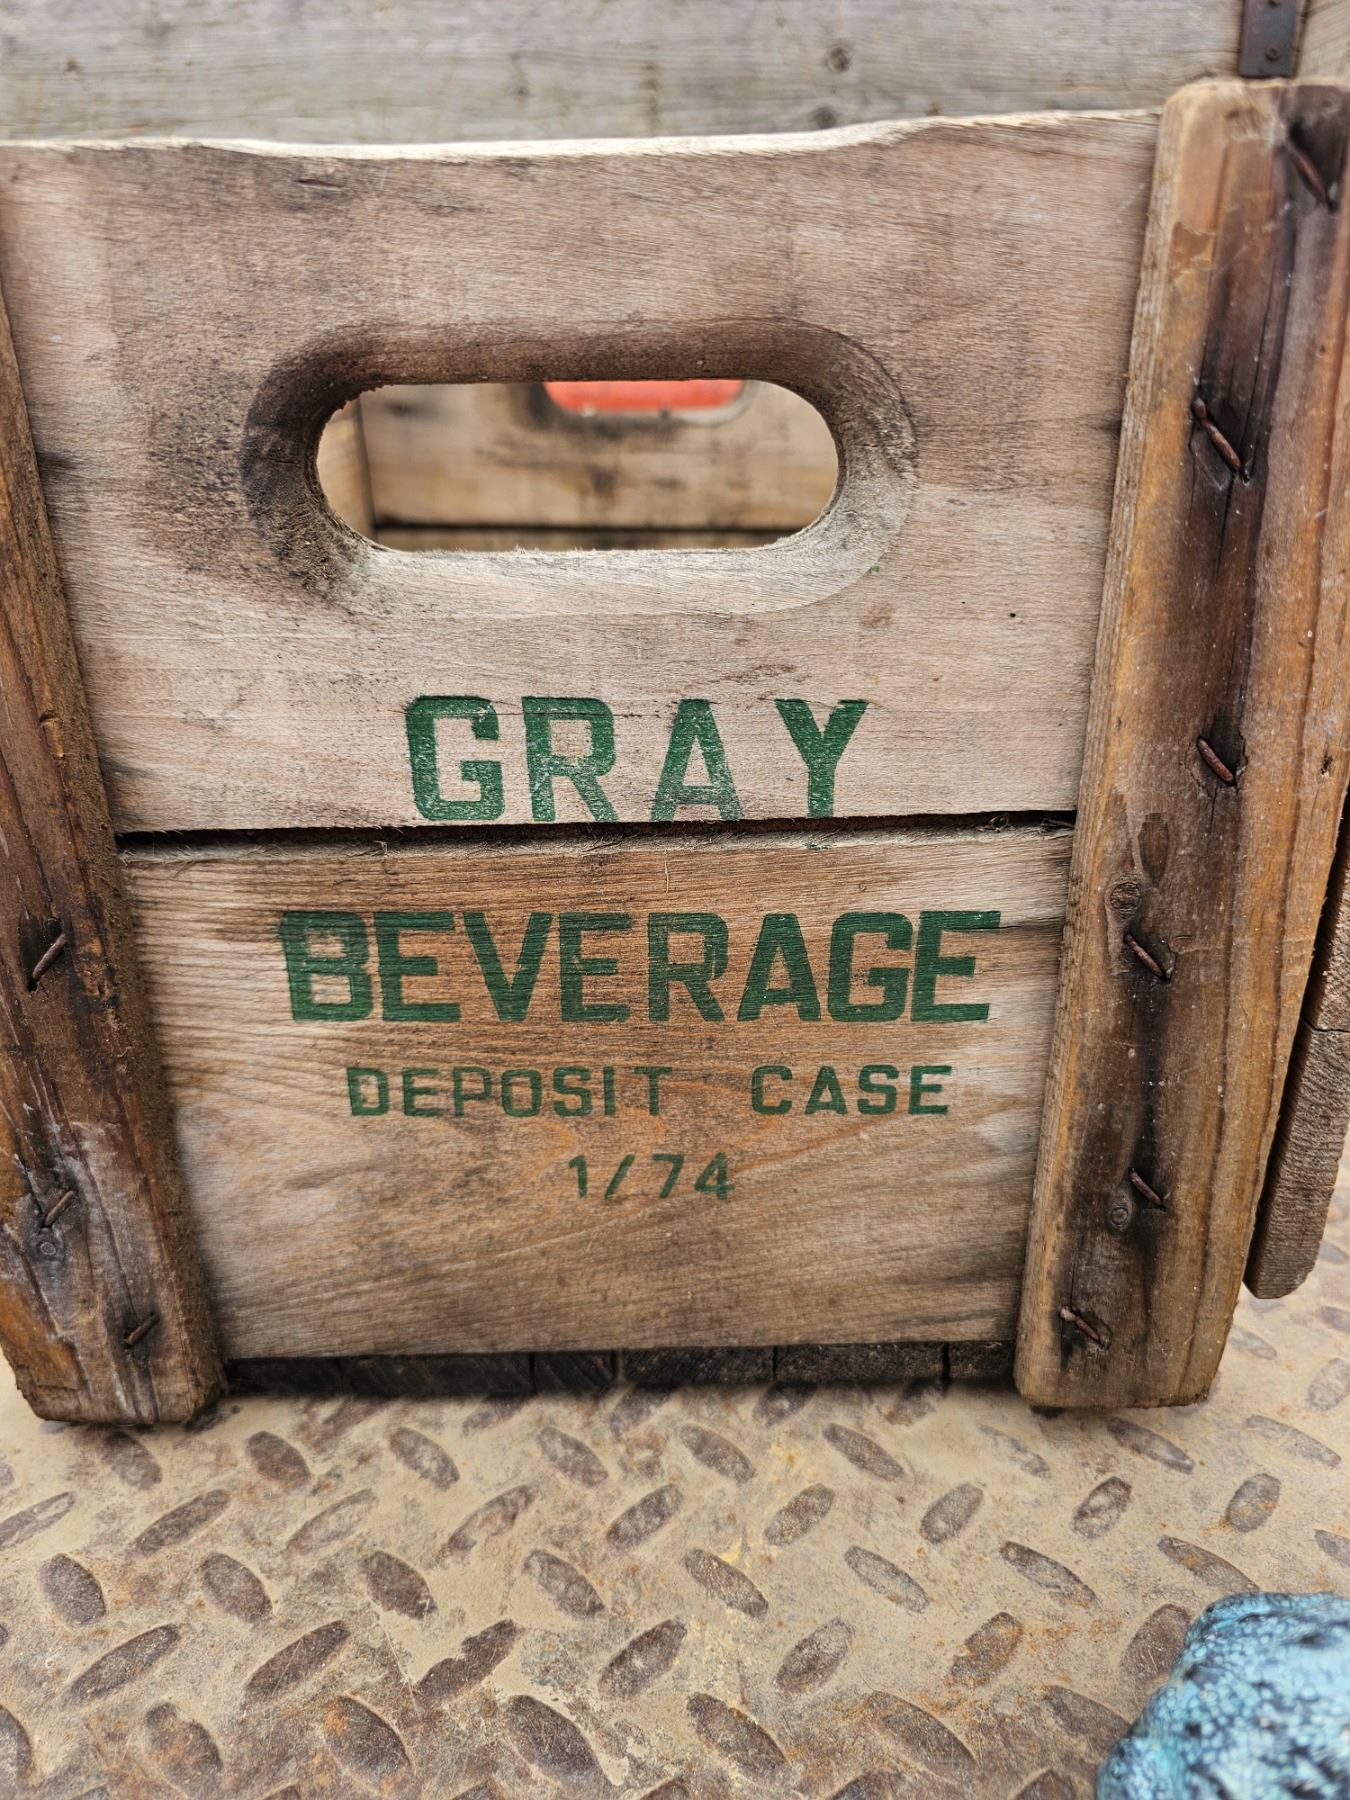 GRAY
BEVERAGE
DEPOSIT CASE
1/74